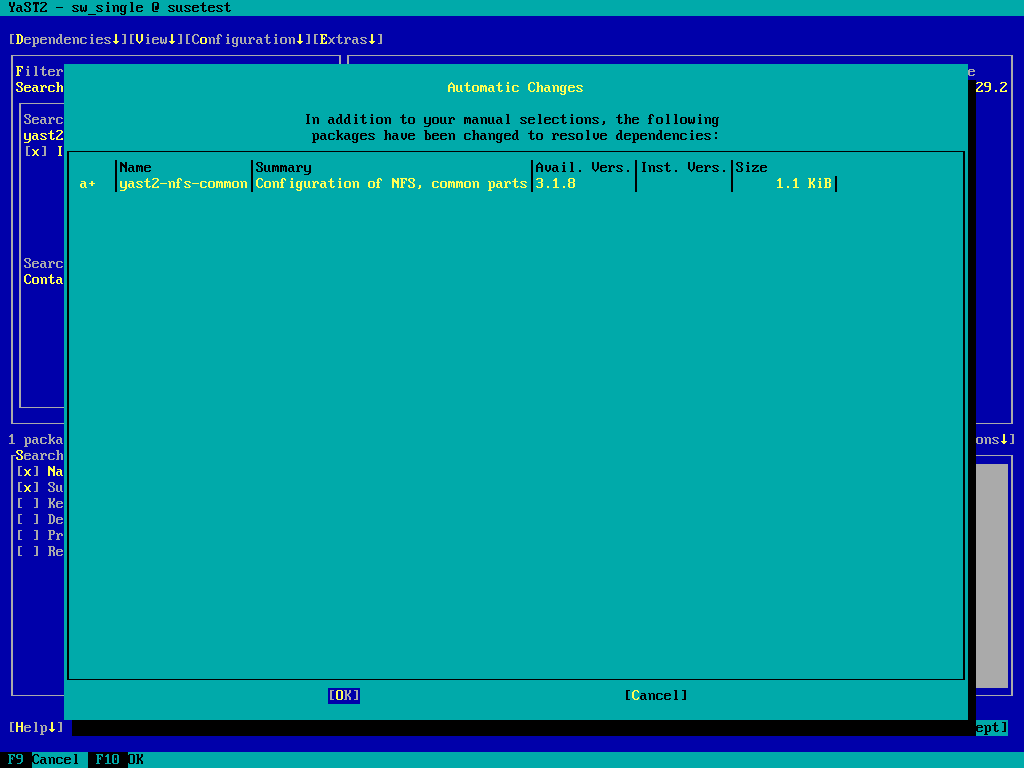 YaST2 - sw_single @ susetest
[Dependencies↓][View↓][Configuration↓][Extras↓]
Filter e
Search 29.2
Automatic Changes
Searc In addition to your manual selections, the following
yast2 packages have been changed to resolve dependencies:
[x] I
Name Summary Avail. Vers. Inst. Vers. Size
a+ yast2-nfs-common Configuration of NFS, common parts 3.1.8 1.1 KiB
Searc
Conta
1 packa ons↓]
Search
[x] Na
[x] Su
[ ] Ke
[ ] De
[ ] Pr
[ ] Re
[OK] [Cancel]
[Help↓] ept]
F9 Cancel F10 OK